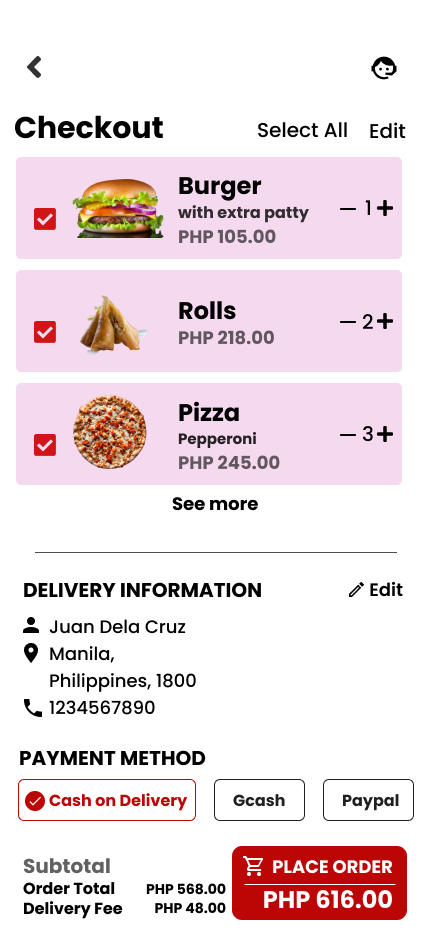 Checkout Select All Edit
Burger
with extra patty
PHP 105.00
1
Rolls
PHP 218.00
2
Pizza
Pepperoni
PHP 245.00
3
See more
DELIVERY INFORMATION Edit
Juan Dela Cruz
Manila,
Philippines, 1800
1234567890
PAYMENT METHOD
Cash on Delivery Gcash Paypal
Subtotal
Order Total PHP 568.00
Delivery Fee PHP 48.00
PLACE ORDER
PHP 616.00